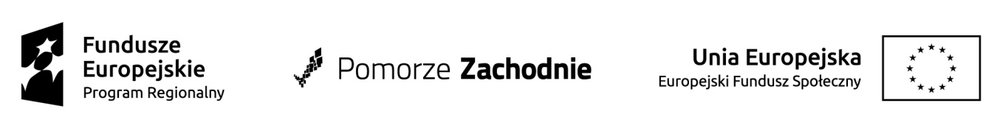 Fundusze
Europejskie
Program Regionalny
Pomorze Zachodnie
Unia Europejska
Europejski Fundusz Społeczny